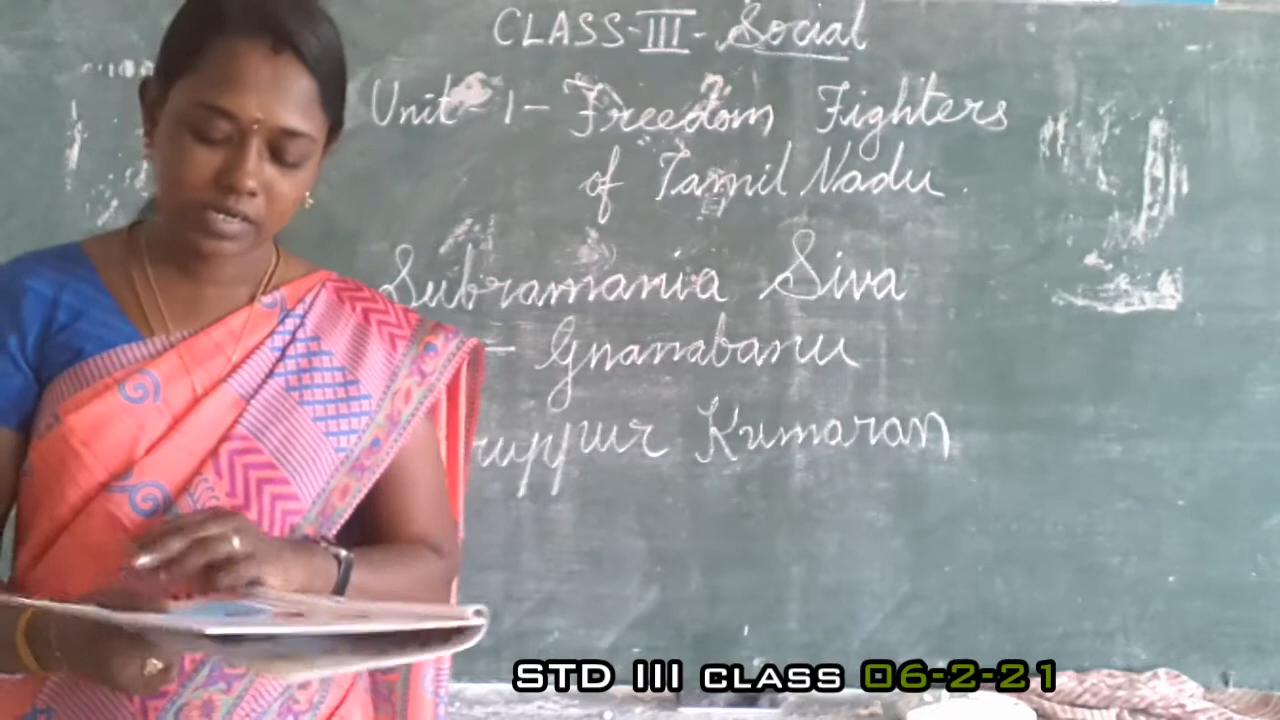 CLASS-III- Social
Unit-1- Freedom Fighters
of Tamil Nadu.
Subramania Siva
- Gnanabanu
ruppur Kumaran
STD III CLASS 06-2-21